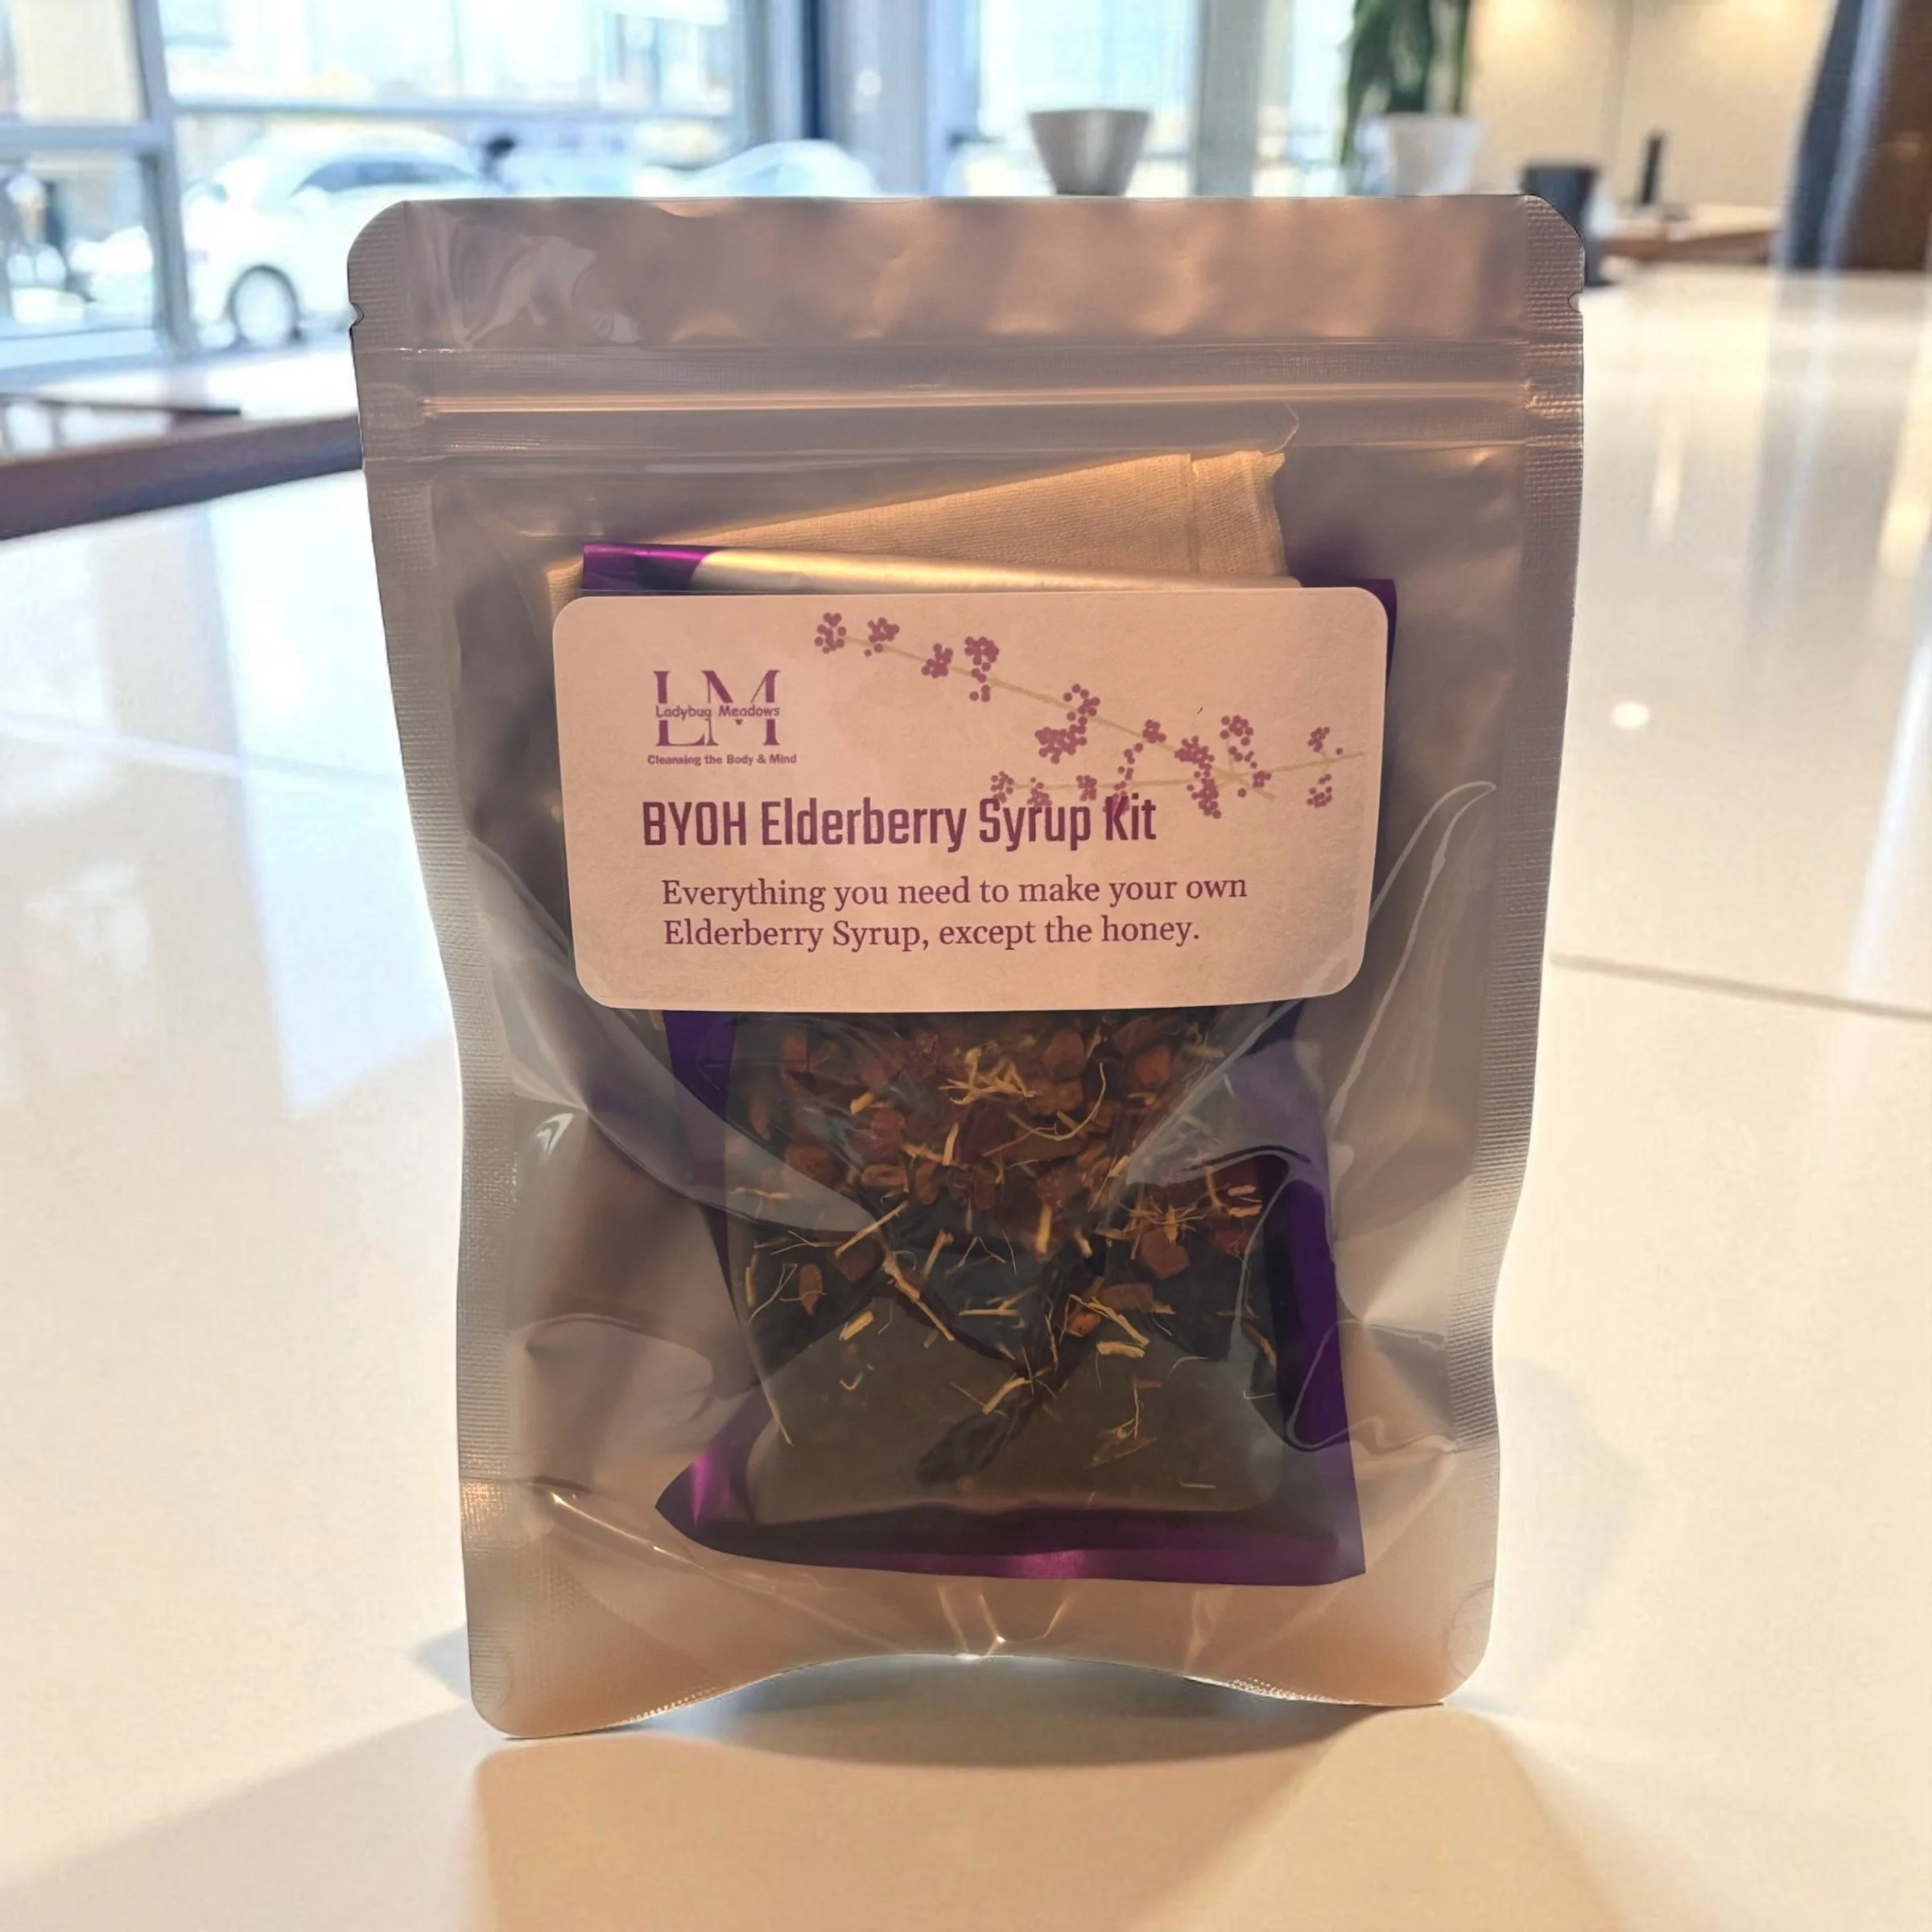 LM
Ladybug Meadows
Cleansing the Body & Mind
BYOH Elderberry Syrup Kit
Everything you need to make your own
Elderberry Syrup, except the honey.